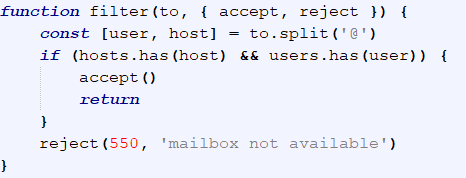 function filter(to, { accept, reject }) {
    const [user, host] = to.split('@')
    if (hosts.has(host) && users.has(user)) {
        accept()
        return
    }
    reject(550, 'mailbox not available')
}